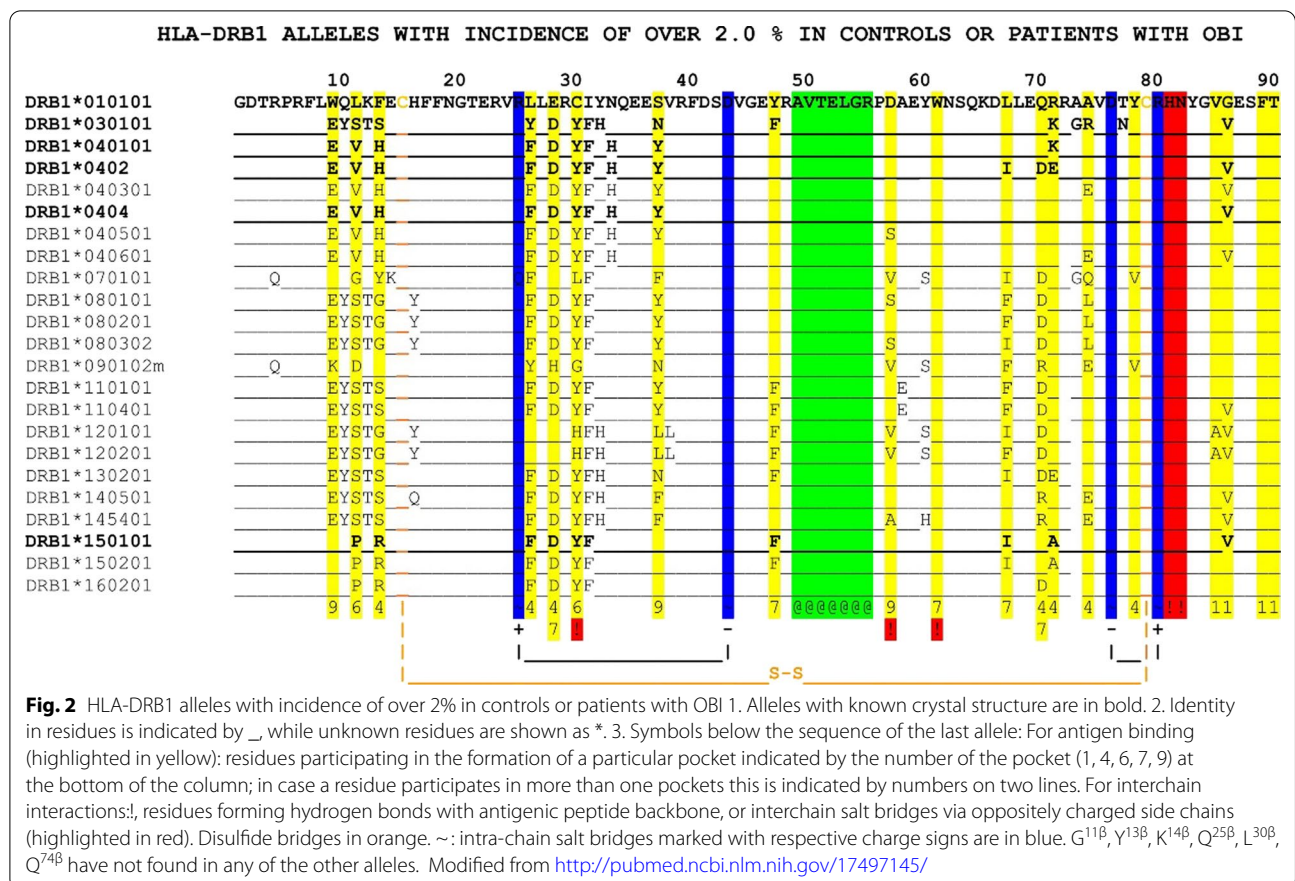 HLA-DRB1 ALLELES WITH INCIDENCE OF OVER 2.0 % IN CONTROLS OR PATIENTS WITH OBI
10 20 30 40 50 60 70 80 90
DRB1*010101 GDTRPRFLWQLKFECHFFNGTERVRLLERCIYNQEESVRFDSDVGEYRAVTELGRPDAEYWNSQKDLLEQRRAAVDTYCRHNYGVGESFT
DRB1*030101 EYSTS Y D YFH N F K GR N V
DRB1*040101 E V H F D YF H Y K
DRB1*0402 E V H F D YF H Y I DE V
DRB1*040301 E V H F D YF H Y E V
DRB1*0404 E V H F D YF H Y V
DRB1*040501 E V H F D YF H Y S
DRB1*040601 E V H F D YF H Y E V
DRB1*070101 Q G YK F LF F V S I D GQ V
DRB1*080101 EYSTG Y F D YF Y S F D L
DRB1*080201 EYSTG Y F D YF Y F D L
DRB1*080302 EYSTG Y F D YF Y S I D L
DRB1*090102m Q K D Y H G N V S F R E V
DRB1*110101 EYSTS F D YF Y F E F D
DRB1*110401 EYSTS F D YF Y F E F D V
DRB1*120101 EYSTG Y HFH LL F V S I D AV
DRB1*120201 EYSTG Y HFH LL F V S F D AV
DRB1*130201 EYSTS F D YFH N F I DE
DRB1*140501 EYSTS Q F D YF F R E V
DRB1*145401 EYSTS F D YFH F A H R E V
DRB1*150101 P R F D YF F I A V
DRB1*150201 P R F D YF F I A
DRB1*160201 P R F D YF D
9 6 4 4 4 6 9 7 @@@@@@@ 9 7 7 44 4 4 !! 11 11
+ 7 ! - ! ! 7 - +
S-S
Fig. 2 HLA-DRB1 alleles with incidence of over 2% in controls or patients with OBI 1. Alleles with known crystal structure are in bold. 2. Identity
in residues is indicated by _, while unknown residues are shown as *. 3. Symbols below the sequence of the last allele: For antigen binding
(highlighted in yellow): residues participating in the formation of a particular pocket indicated by the number of the pocket (1, 4, 6, 7, 9) at
the bottom of the column; in case a residue participates in more than one pockets this is indicated by numbers on two lines. For interchain
interactions:!, residues forming hydrogen bonds with antigenic peptide backbone, or interchain salt bridges via oppositely charged side chains
(highlighted in red). Disulfide bridges in orange. ~: intra-chain salt bridges marked with respective charge signs are in blue. G11β, Y13β, K14β, Q25β, L30β,
Q74β have not found in any of the other alleles. Modified from http://pubmed.ncbi.nlm.nih.gov/17497145/